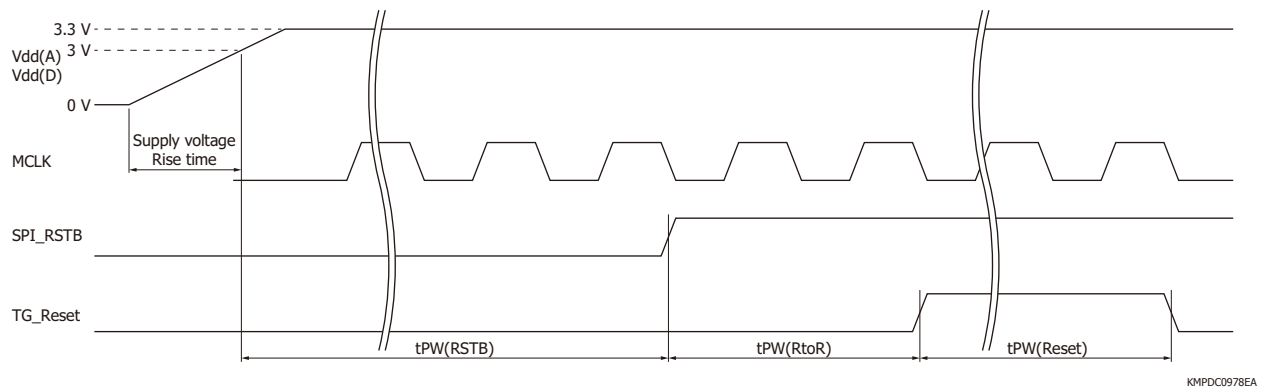 3.3 V
3 V
Vdd(A)
Vdd(D)
0 V
Supply voltage
Rise time
MCLK
SPI_RSTB
TG_Reset
tPW(RSTB)
tPW(RtoR)
tPW(Reset)
KMPDC0978EA